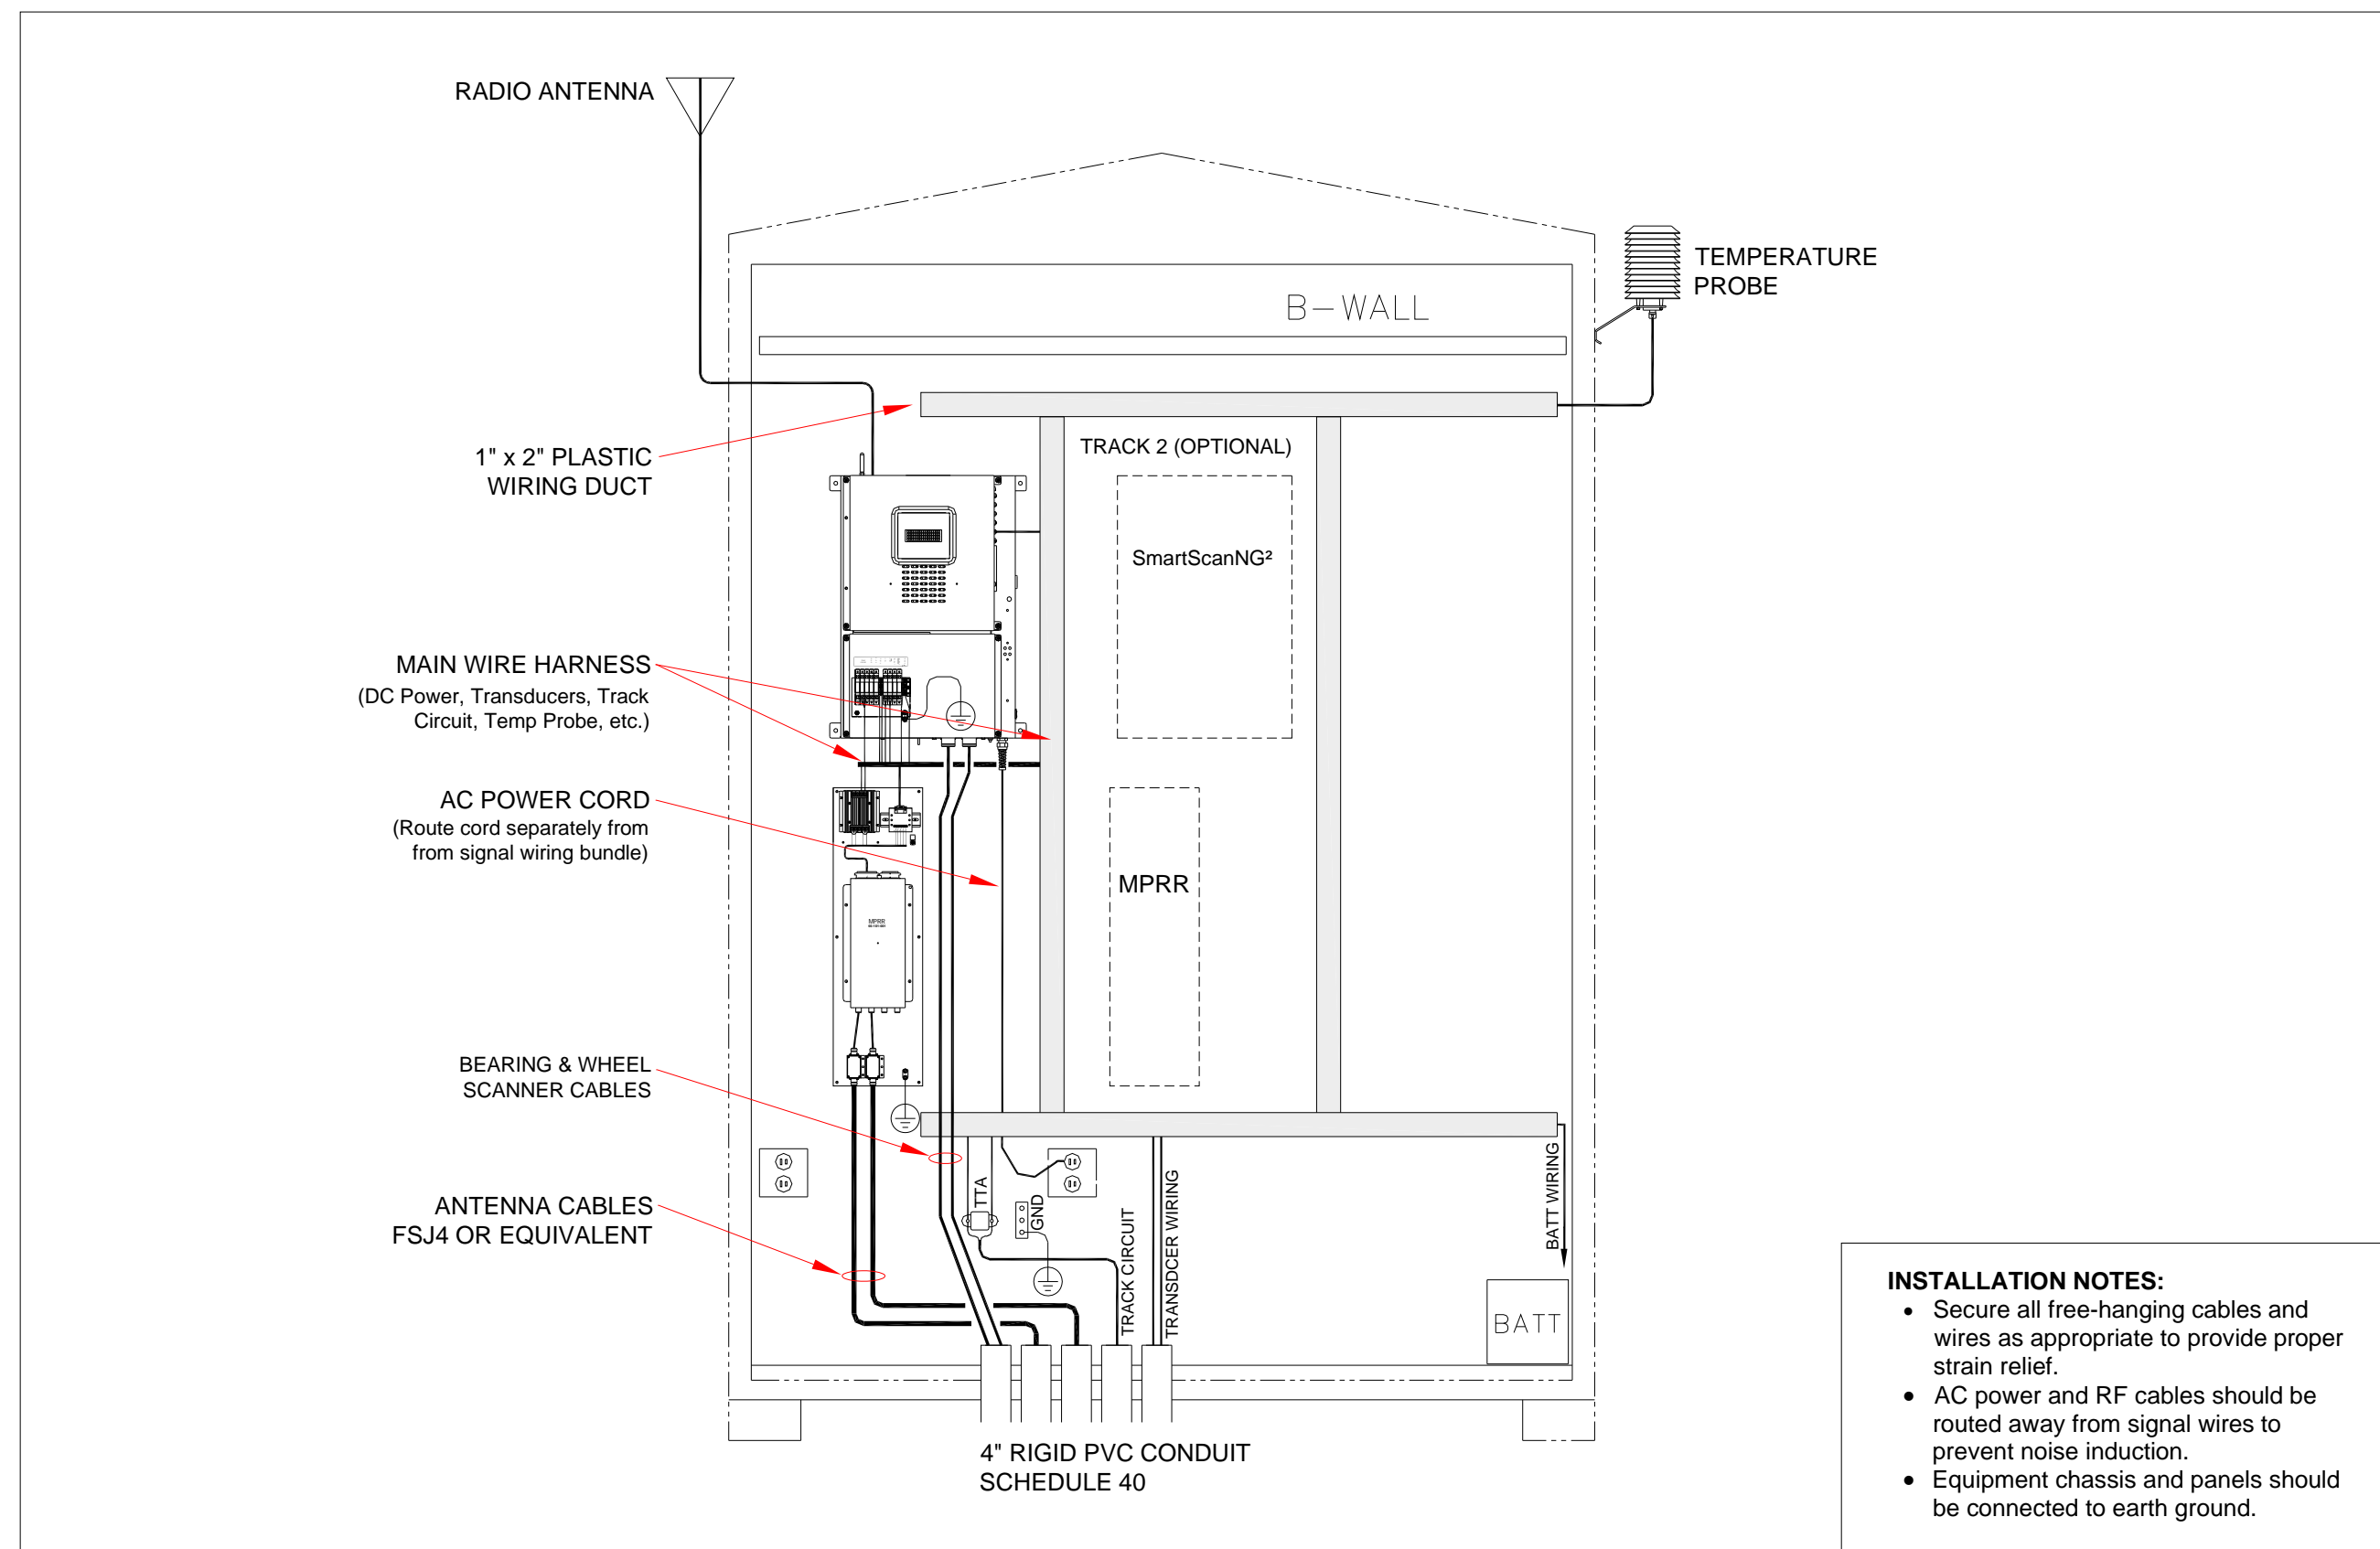 RADIO ANTENNA
TEMPERATURE
PROBE
B-WALL
1" x 2" PLASTIC
WIRING DUCT
TRACK 2 (OPTIONAL)
SmartScanNG²
MAIN WIRE HARNESS
(DC Power, Transducers, Track
Circuit, Temp Probe, etc.)
AC POWER CORD
(Route cord separately from
from signal wiring bundle)
MPRR
MPRR
BEARING & WHEEL
SCANNER CABLES
ANTENNA CABLES
FSJ4 OR EQUIVALENT
TTA
GND
TRACK CIRCUIT
TRANSDCER WIRING
BATT WIRING
BATT
4" RIGID PVC CONDUIT
SCHEDULE 40
INSTALLATION NOTES:
• Secure all free-hanging cables and
wires as appropriate to provide proper
strain relief.
• AC power and RF cables should be
routed away from signal wires to
prevent noise induction.
• Equipment chassis and panels should
be connected to earth ground.